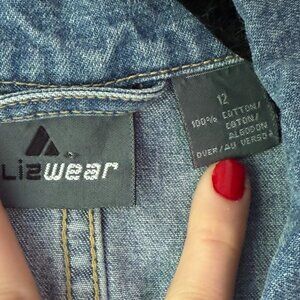 Lizwear
12
100% COTTON/
COTON/
ALGODON
OVER/AU VERSO